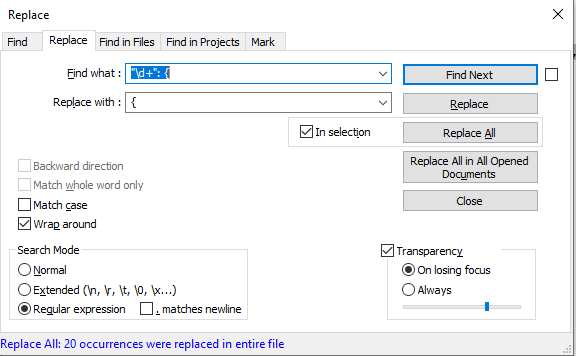 Replace
Find
Replace
Find in Files
Find in Projects
Mark
Find what :
"\d+": {
Find Next
Replace with :
{
Replace
In selection
Replace All
Replace All in All Opened
Documents
Close
Backward direction
Match whole word only
Match case
Wrap around
Search Mode
Normal
Extended (\n, \r, \t, \0, \x...)
Regular expression
. matches newline
Transparency
On losing focus
Always
Replace All: 20 occurrences were replaced in entire file